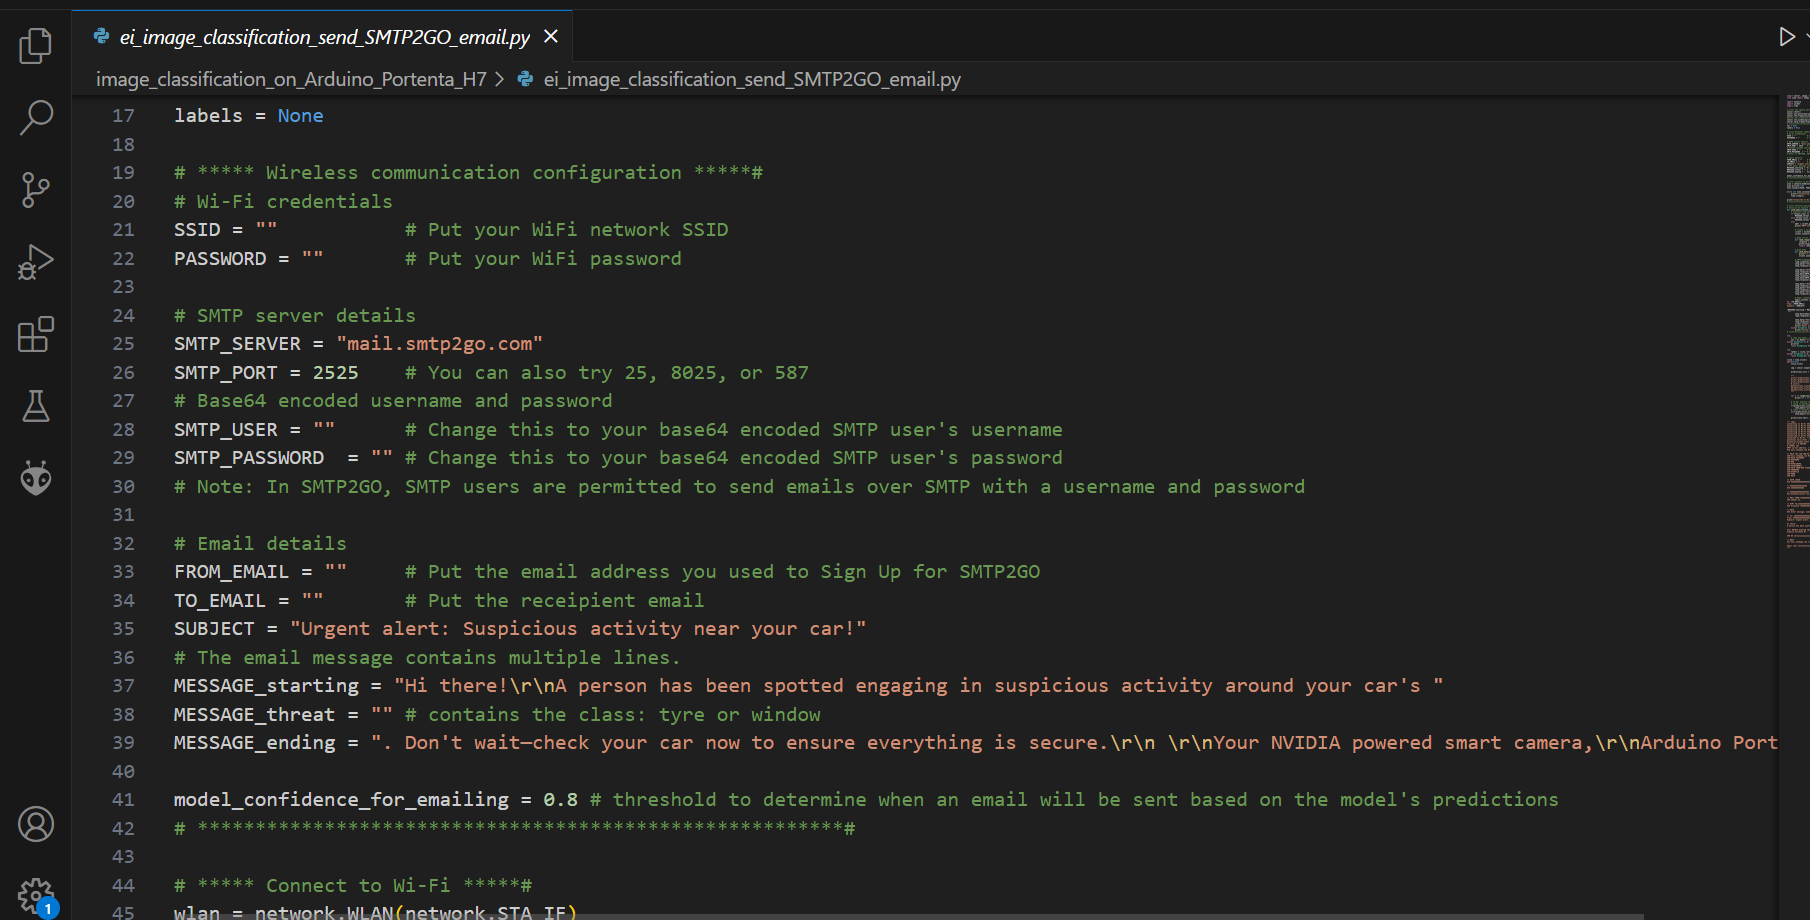 ei_image_classification_send_SMTP2GO_email.py
image_classification_on_Arduino_Portenta_H7 > ei_image_classification_send_SMTP2GO_email.py
17 labels = None
18
19 # ***** Wireless communication configuration *****#
20 # Wi-Fi credentials
21 SSID = "" # Put your WiFi network SSID
22 PASSWORD = "" # Put your WiFi password
23
24 # SMTP server details
25 SMTP_SERVER = "mail.smtp2go.com"
26 SMTP_PORT = 2525 # You can also try 25, 8025, or 587
27 # Base64 encoded username and password
28 SMTP_USER = "" # Change this to your base64 encoded SMTP user's username
29 SMTP_PASSWORD = "" # Change this to your base64 encoded SMTP user's password
30 # Note: In SMTP2GO, SMTP users are permitted to send emails over SMTP with a username and password
31
32 # Email details
33 FROM_EMAIL = "" # Put the email address you used to Sign Up for SMTP2GO
34 TO_EMAIL = "" # Put the receipient email
35 SUBJECT = "Urgent alert: Suspicious activity near your car!"
36 # The email message contains multiple lines.
37 MESSAGE_starting = "Hi there!\r\nA person has been spotted engaging in suspicious activity around your car's "
38 MESSAGE_threat = "" # contains the class: tyre or window
39 MESSAGE_ending = ". Don't wait—check your car now to ensure everything is secure.\r\n \r\nYour NVIDIA powered smart camera,\r\nArduino Port
40
41 model_confidence_for_emailing = 0.8 # threshold to determine when an email will be sent based on the model's predictions
42 # ********************************************************#
43
44 # ***** Connect to Wi-Fi *****#
45 wlan = network.WLAN(network.STA_IF)
1